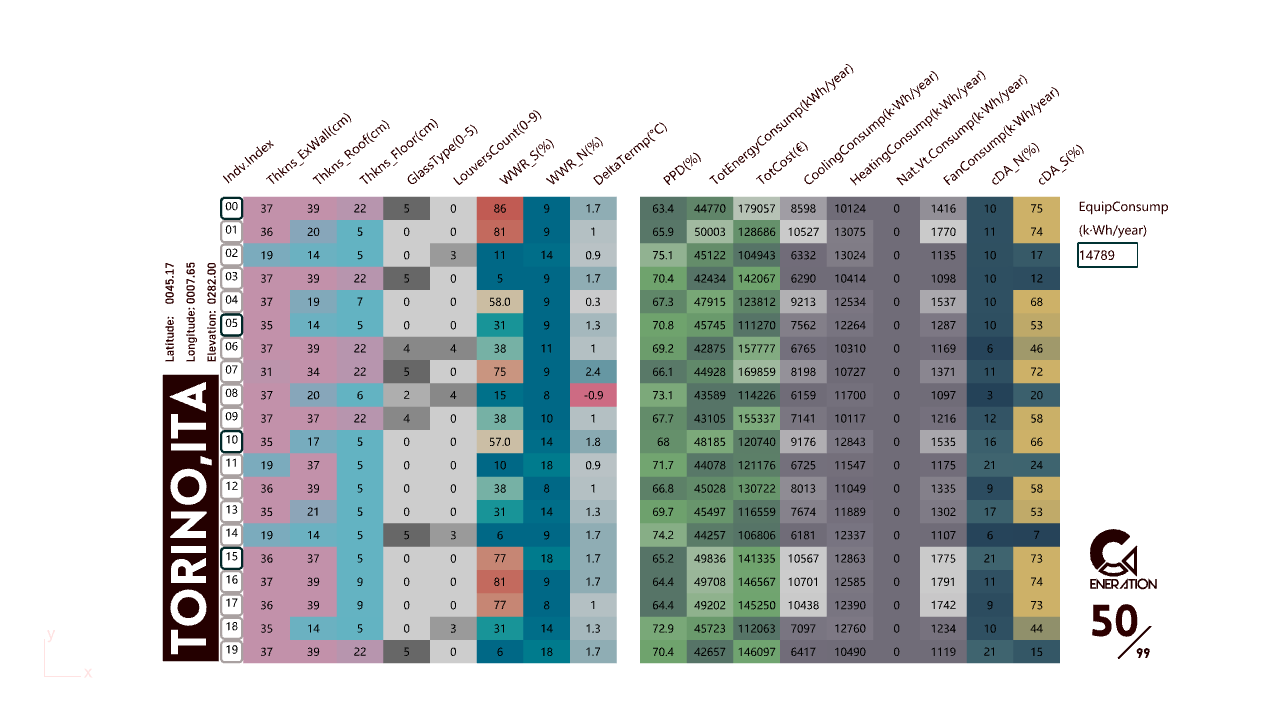 Indv.Index Thkns_ExWall(cm) Thkns_Roof(cm) Thkns_Floor(cm) GlassType(0-5) LouversCount(0-9) WWR_S(%) WWR_N(%) DeltaTermp(°C) PPD(%) TotEnergyConsump(kWh/year) TotCost(€) CoolingConsump(k·Wh/year) HeatingConsump(k·Wh/year) Nat.Vt.Consump(k·Wh/year) FanConsump(k·Wh/year) cDA_N(%) cDA_S(%)
00 37 39 22 5 0 86 9 1.7 63.4 44770 179057 8598 10124 0 1416 10 75
01 36 20 5 0 0 81 9 1 65.9 50003 128686 10527 13075 0 1770 11 74
02 19 14 5 0 3 11 14 0.9 75.1 45122 104943 6332 13024 0 1135 10 17
03 37 39 22 5 0 5 9 1.7 70.4 42434 142067 6290 10414 0 1098 10 12
04 37 19 7 0 0 58.0 9 0.3 67.3 47915 123812 9213 12534 0 1537 10 68
05 35 14 5 0 0 31 9 1.3 70.8 45745 111270 7562 12264 0 1287 10 53
06 37 39 22 4 4 38 11 1 69.2 42875 157777 6765 10310 0 1169 6 46
07 31 34 22 5 0 75 9 2.4 66.1 44928 169859 8198 10727 0 1371 11 72
08 37 20 6 2 4 15 8 -0.9 73.1 43589 114226 6159 11700 0 1097 3 20
09 37 37 22 4 0 38 10 1 67.7 43105 155337 7141 10117 0 1216 12 58
10 35 17 5 0 0 57.0 14 1.8 68 48185 120740 9176 12843 0 1535 16 66
11 19 37 5 0 0 10 18 0.9 71.7 44078 121176 6725 11547 0 1175 21 24
12 36 39 5 0 0 38 8 1 66.8 45028 130722 8013 11049 0 1335 9 58
13 35 21 5 0 0 31 14 1.3 69.7 45497 116559 7674 11889 0 1302 17 53
14 19 14 5 5 3 6 9 1.7 74.2 44257 106806 6181 12337 0 1107 6 7
15 36 37 5 0 0 77 18 1.7 65.2 49836 141335 10567 12863 0 1775 21 73
16 37 39 9 0 0 81 9 1.7 64.4 49708 146567 10701 12585 0 1791 11 74
17 36 39 9 0 0 77 8 1 64.4 49202 145250 10438 12390 0 1742 9 73
18 35 14 5 0 3 31 14 1.3 72.9 45723 112063 7097 12760 0 1234 10 44
19 37 39 22 5 0 6 18 1.7 70.4 42657 146097 6417 10490 0 1119 21 15
Latitude: 0045.17
Longitude: 0007.65
Elevation: 0282.00
TORINO,ITA
EquipConsump
(k·Wh/year)
14789
ENERATION
50/99
y
x